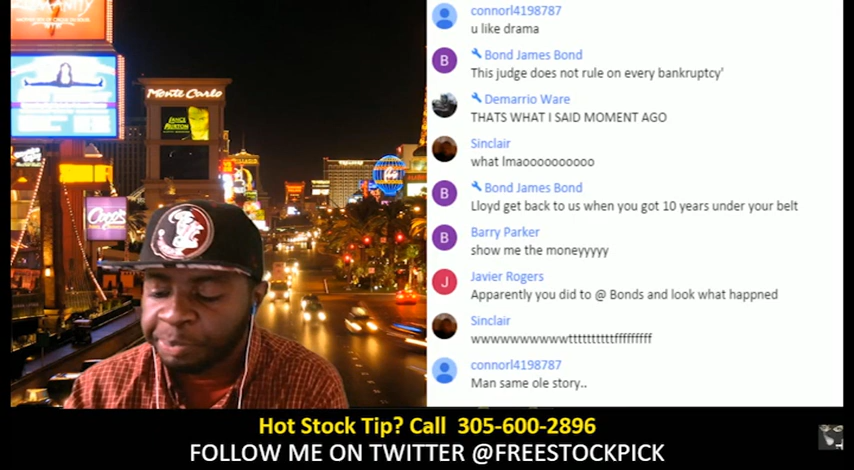 Monte Carlo
LANCE
BURTON
connorl4198787
u like drama
B
Bond James Bond
This judge does not rule on every bankruptcy'
Demarrio Ware
THATS WHAT I SAID MOMENT AGO
Sinclair
what lmaoooooooooo
B
Bond James Bond
Lloyd get back to us when you got 10 years under your belt
B
Barry Parker
show me the moneyyyyy
J
Javier Rogers
Apparently you did to @ Bonds and look what happned
Sinclair
connorl4198787
Man same ole story..
Hot Stock Tip? Call 305-600-2896
FOLLOW ME ON TWITTER @FREESTOCKPICK